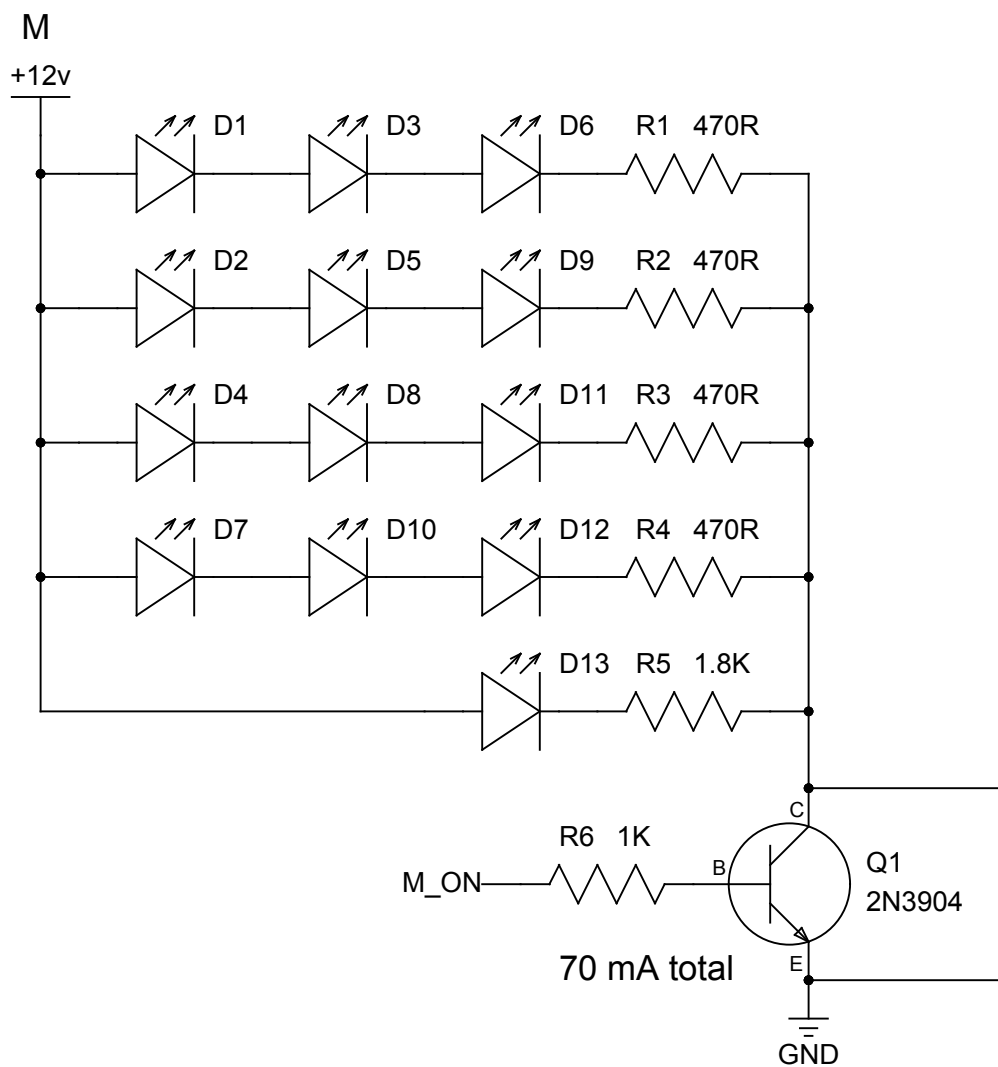 M
+12v
D1 D3 D6 R1 470R
D2 D5 D9 R2 470R
D4 D8 D11 R3 470R
D7 D10 D12 R4 470R
D13 R5 1.8K
C
R6 1K
B
Q1
M_ON
2N3904
70 mA total
E
GND